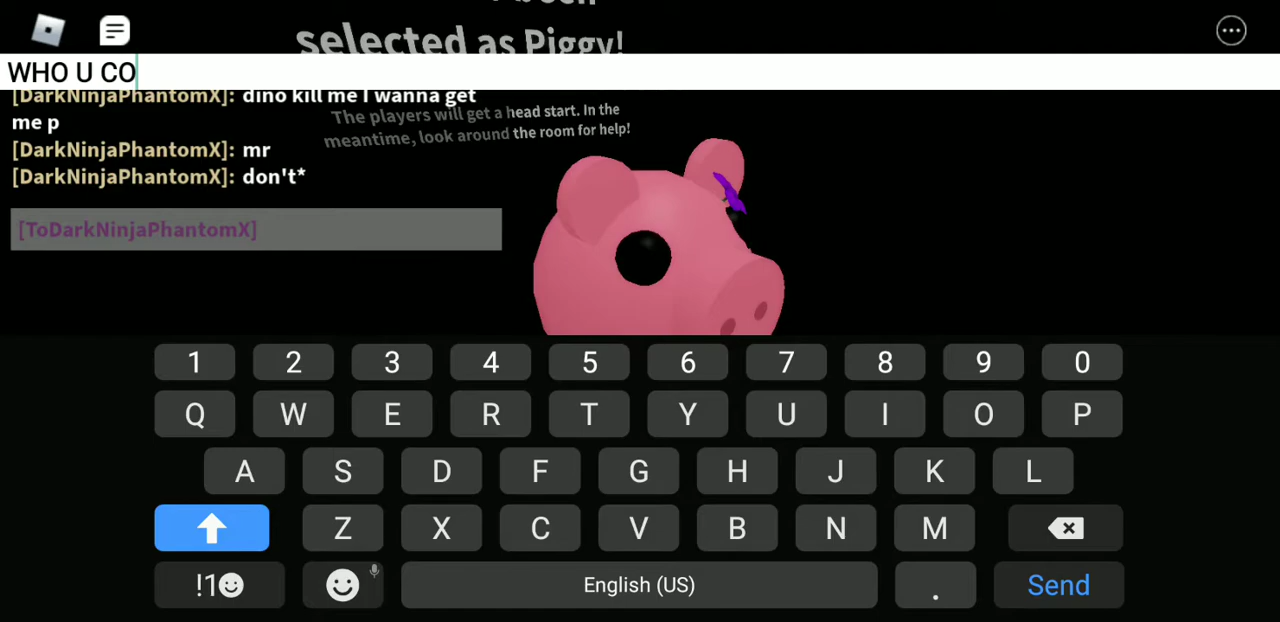 selected as Piggy!
WHO U CO
[DarkNinjaPhantomX]: dino kill me I wanna get
me p
The players will get a head start. In the
meantime, look around the room for help!
[DarkNinjaPhantomX]: mr
[DarkNinjaPhantomX]: don't*
[ToDarkNinjaPhantomX]
1 2 3 4 5 6 7 8 9 0
Q W E R T Y U I O P
A S D F G H J K L
Z X C V B N M
!1☺ English (US) . Send